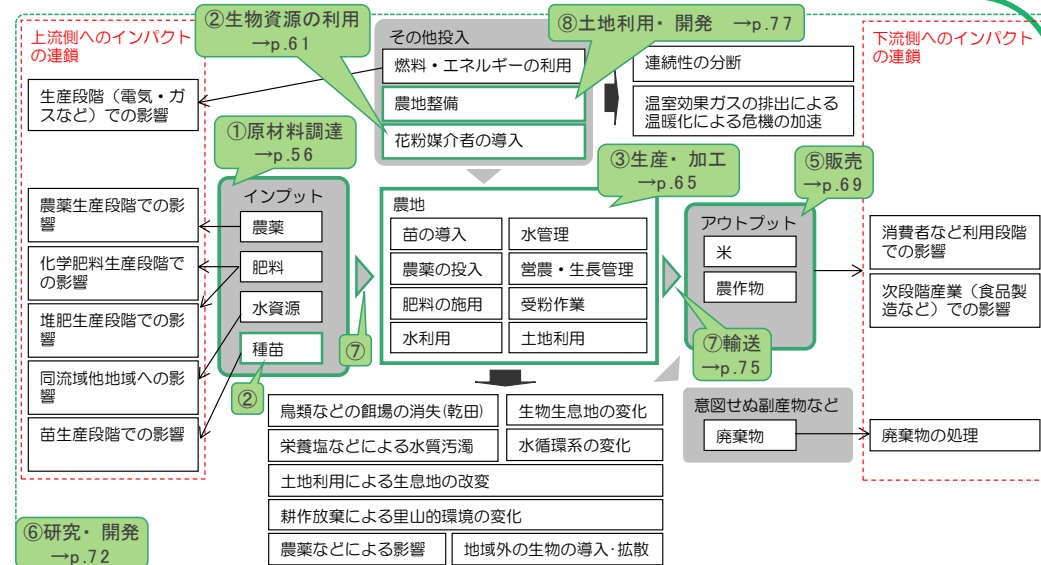 上流側へのインパクト
の連鎖
②生物資源の利用
→p.61
その他投入
燃料・エネルギーの利用
農地整備
花粉媒介者の導入
⑧土地利用・ 開発 →p.77
連続性の分断
温室効果ガスの排出による
温暖化による危機の加速
下流側へのインパクト
の連鎖
生産段階（電気・ガ
スなど）での影響
①原材料調達
→p.56
③生産・ 加工
→p.65
⑤販売
→p.69
農薬生産段階での影
響
化学肥料生産段階で
の影響
堆肥生産段階での影
響
同流域他地域への影
響
苗生産段階での影響
インプット
農薬
肥料
水資源
種苗
②
⑦
農地
苗の導入
水管理
農薬の投入
営農・生長管理
肥料の施用
受粉作業
水利用
土地利用
⑦輸送
→p.75
アウトプット
米
農作物
消費者など利用段階
での影響
次段階産業（食品製
造など）での影響
意図せぬ副産物など
廃棄物
廃棄物の処理
鳥類などの餌場の消失(乾田)
生物生息地の変化
栄養塩などによる水質汚濁
水循環系の変化
土地利用による生息地の改変
耕作放棄による里山的環境の変化
農薬などによる影響
地域外の生物の導入・拡散
⑥研究・ 開発
→p.72